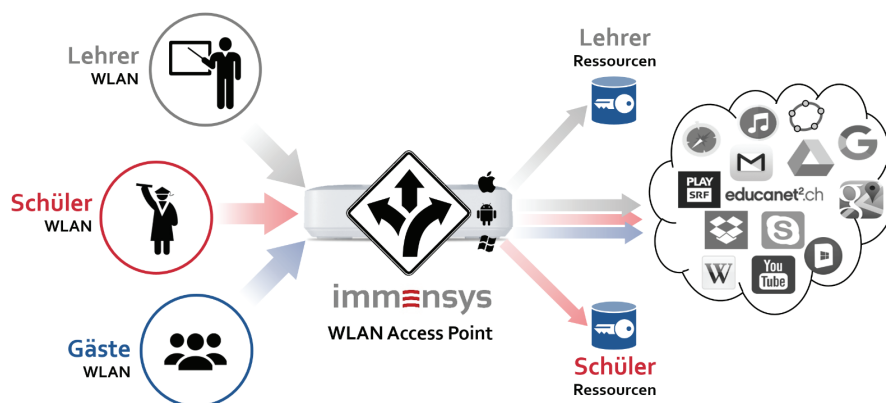 Lehrer
WLAN
Schüler
WLAN
Gäste
WLAN
immensys
WLAN Access Point
Lehrer
Ressourcen
Schüler
Ressourcen
G
M
PLAY
SRF
educanet².ch
S
W
You
Tube